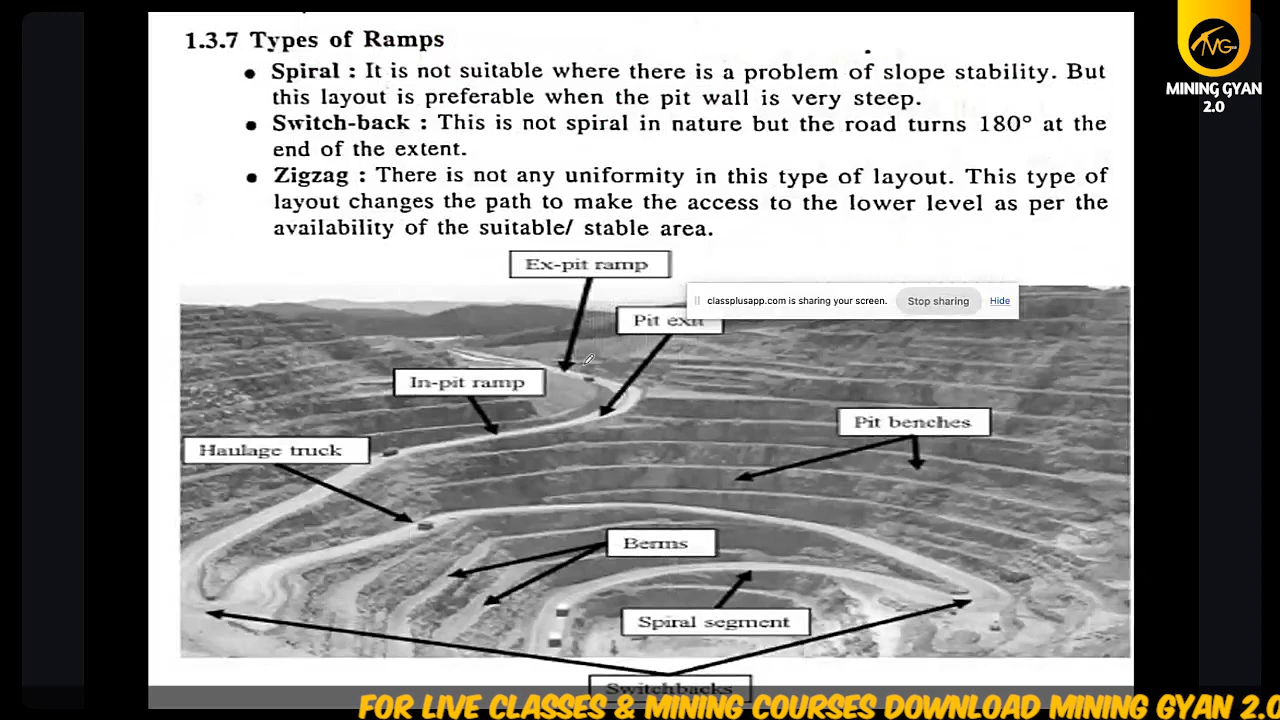 1.3.7 Types of Ramps
• Spiral : It is not suitable where there is a problem of slope stability. But
this layout is preferable when the pit wall is very steep.
• Switch-back : This is not spiral in nature but the road turns 180° at the
end of the extent.
• Zigzag : There is not any uniformity in this type of layout. This type of
layout changes the path to make the access to the lower level as per the
availability of the suitable/ stable area.
TMG
MINING GYAN
2.0
Ex-pit ramp
classplusapp.com is sharing your screen.
Stop sharing
Hide
Pit exit
In-pit ramp
Pit benches
Haulage truck
Berms
Spiral segment
Switchbacks
FOR LIVE CLASSES & MINING COURSES DOWNLOAD MINING GYAN 2.0